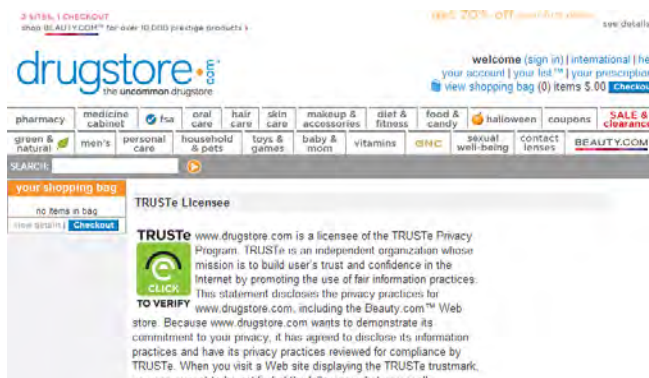 2 SITES, 1 CHECKOUT
shop BEAUTY.COM™ for over 10,000 prestige products ›
70% off
see details
drugstore.com
the uncommon drugstore
welcome (sign in) | international | he
your account | your list™ | your prescription
view shopping bag (0) items $.00 Checkou
pharmacy medicine cabinet fsa oral care hair care skin care makeup & accessories diet & fitness food & candy halloween coupons SALE & clearance
green & natural men's personal care household & pets toys & games baby & mom vitamins GNC sexual well-being contact lenses BEAUTY.COM
SEARCH:
your shopping bag
no items in bag
view details | Checkout
TRUSTe Licensee
TRUSTe
CLICK
TO VERIFY
www.drugstore.com is a licensee of the TRUSTe Privacy
Program. TRUSTe is an independent organization whose
mission is to build user's trust and confidence in the
Internet by promoting the use of fair information practices.
This statement discloses the privacy practices for
www.drugstore.com, including the Beauty.com™ Web
store. Because www.drugstore.com wants to demonstrate its
commitment to your privacy, it has agreed to disclose its information
practices and have its privacy practices reviewed for compliance by
TRUSTe. When you visit a Web site displaying the TRUSTe trustmark,